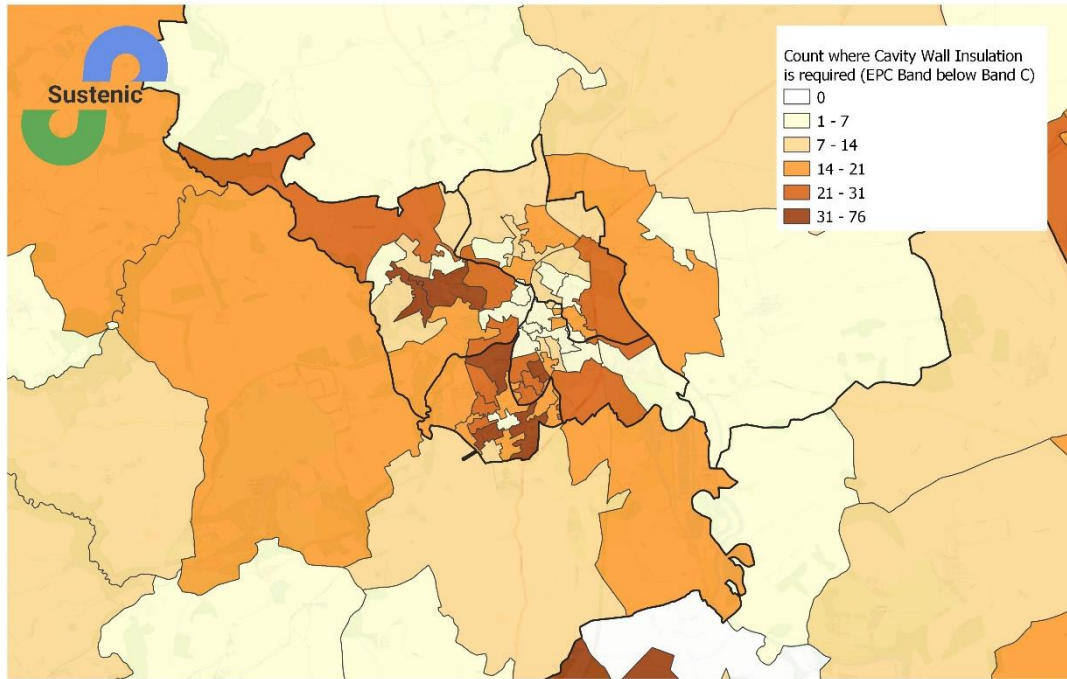 Sustenic
Count where Cavity Wall Insulation
is required (EPC Band below Band C)
0
1 - 7
7 - 14
14 - 21
21 - 31
31 - 76